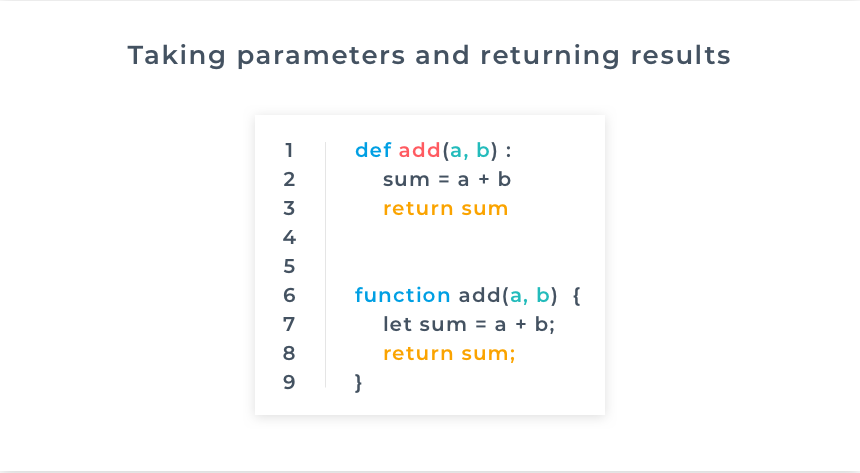 Taking parameters and returning results
1 def add(a, b) :
2 sum = a + b
3 return sum
4
5
6 function add(a, b) {
7 let sum = a + b;
8 return sum;
9 }